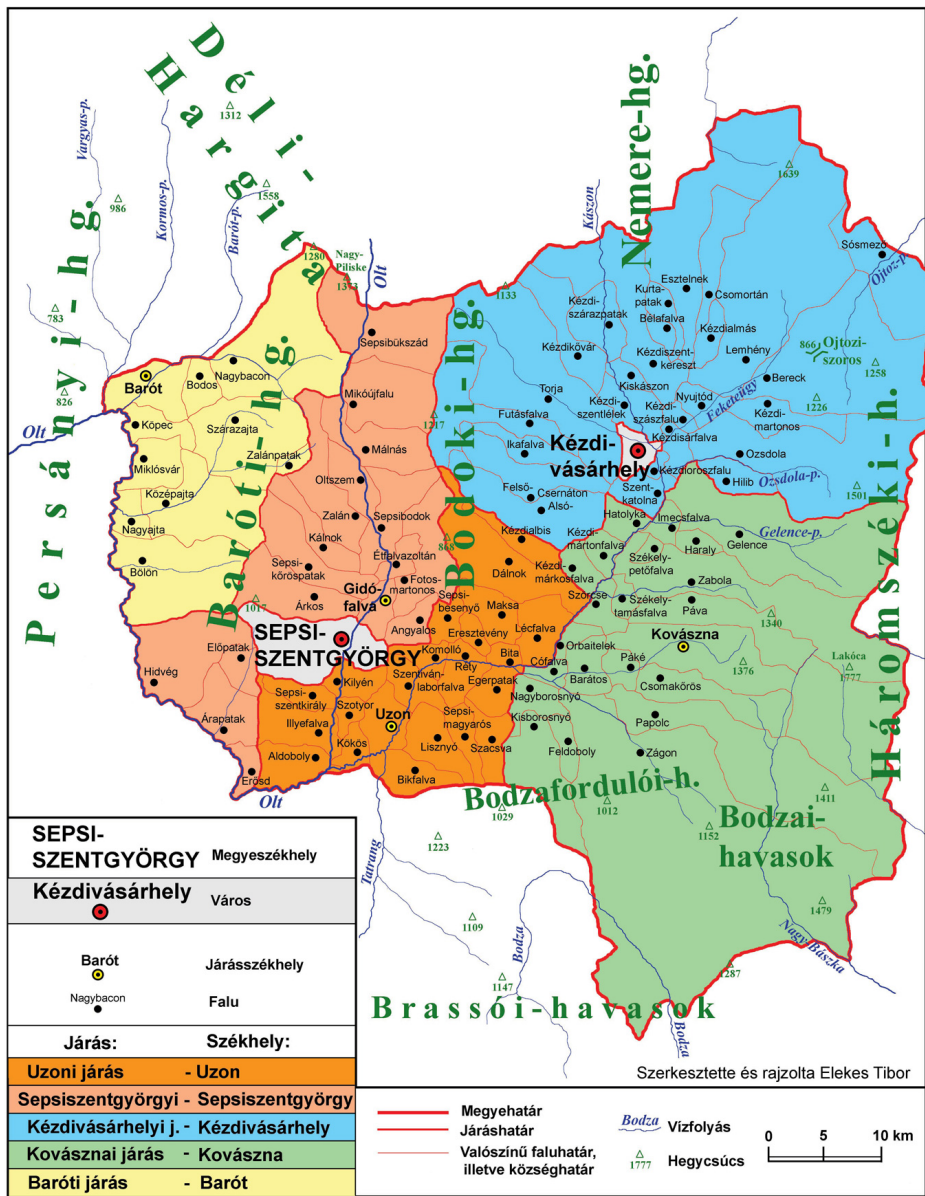 Déli-
Hargita
Nemere-hg.
Persányi-hg.
Baróti-hg.
Bodoki-hg.
Háromszéki-h.
Bodzafordulói-h.
Bodzai-
havasok
Brassói-havasok
Vargyas-p.
Kormos-p.
Barót-p.
1312
986
1558
783
826
1280
Nagy-
Piliske
1373
Olt
Kászon
1639
1133
Sósmező
Ojtoz-p.
Esztelnek
Kurta-
patak
Csomortán
Kézdi-
szárazpatak
Bélafalva
Kézdialmás
866
Ojtozi-
szoros
1258
Sepsibükszád
Kézdikővár
Kézdiszent-
kereszt
Lemhény
Barót
Bodos
Nagybacon
Kiskászon
Bereck
1226
Torja
Feketeügy
Mikóújfalu
Kézdi-
szentlélek
Nyujtód
Kézdi-
martonos
Olt
Köpec
Szárazajta
1217
Futásfalva
Kézdi-
szászfalu
Kézdisárfalva
Miklósvár
Zalánpatak
Málnás
Ikafalva
Kézdi-
vásárhely
Ozsdola
Kézdioroszfalu
Ozsdola-p.
Középajta
Oltszem
Felső-
Csernáton
Alsó-
Szent-
katolna
Hilib
1501
Nagyajta
Zalán
Sepsibodok
Hatolyka
Imecsfalva
Gelence-p.
Kálnok
868
Kézdialbis
Kézdi-
mártonfalva
Székely-
petőfalva
Haraly
Gelence
Bölön
Étfalvazoltán
Dálnok
Sepsi-
kőröspatak
Fotos-
martonos
Kézdi-
márkosfalva
Zabola
1017
Árkos
Gidó-
falva
Sepsi-
besenyő
Maksa
Szörcse
Székely-
tamásfalva
Páva
1340
SEPSI-
SZENTGYÖRGY
Angyalos
Eresztevény
Lécfalva
Orbaitelek
Kovászna
Lakóca
1777
Előpatak
Komolló
Réty
Bita
Cófalva
Páké
1376
Hidvég
Kilyén
Szentiván-
laborfalva
Egerpatak
Barátos
Csomakőrös
Sepsi-
szentkirály
Szotyor
Nagyborosnyó
Árapatak
Illyefalva
Uzon
Sepsi-
magyarós
Kisborosnyó
Papolc
Aldoboly
Kökös
Lisznyó
Szacsva
Feldoboly
Zágon
Erősd
Bikfalva
Olt
1029
1012
1411
1223
1152
Tatrang
1479
1109
Bodza
Nagy Bászka
1147
1287
Bodza
SEPSI-
SZENTGYÖRGY
Megyeszékhely
Kézdivásárhely
Város
Barót
Járásszékhely
Nagybacon
Falu
Járás: Székhely:
Uzoni járás - Uzon
Sepsiszentgyörgyi - Sepsiszentgyörgy
Kézdivásárhelyi j. - Kézdivásárhely
Kovásznai járás - Kovászna
Baróti járás - Barót
Szerkesztette és rajzolta Elekes Tibor
Megyehatár
Járáshatár
Valószínű faluhatár,
illetve községhatár
Bodza Vízfolyás
1777 Hegycsúcs
0 5 10 km